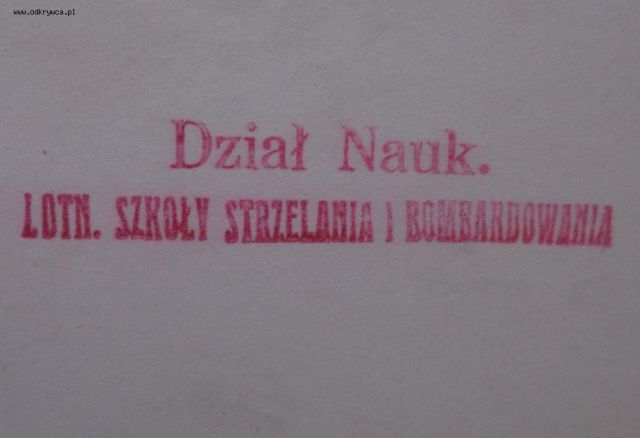 www.odkrywca.pl
Dział Nauk.
LOTN. SZKOŁY STRZELANIA I BOMBARDOWANIA